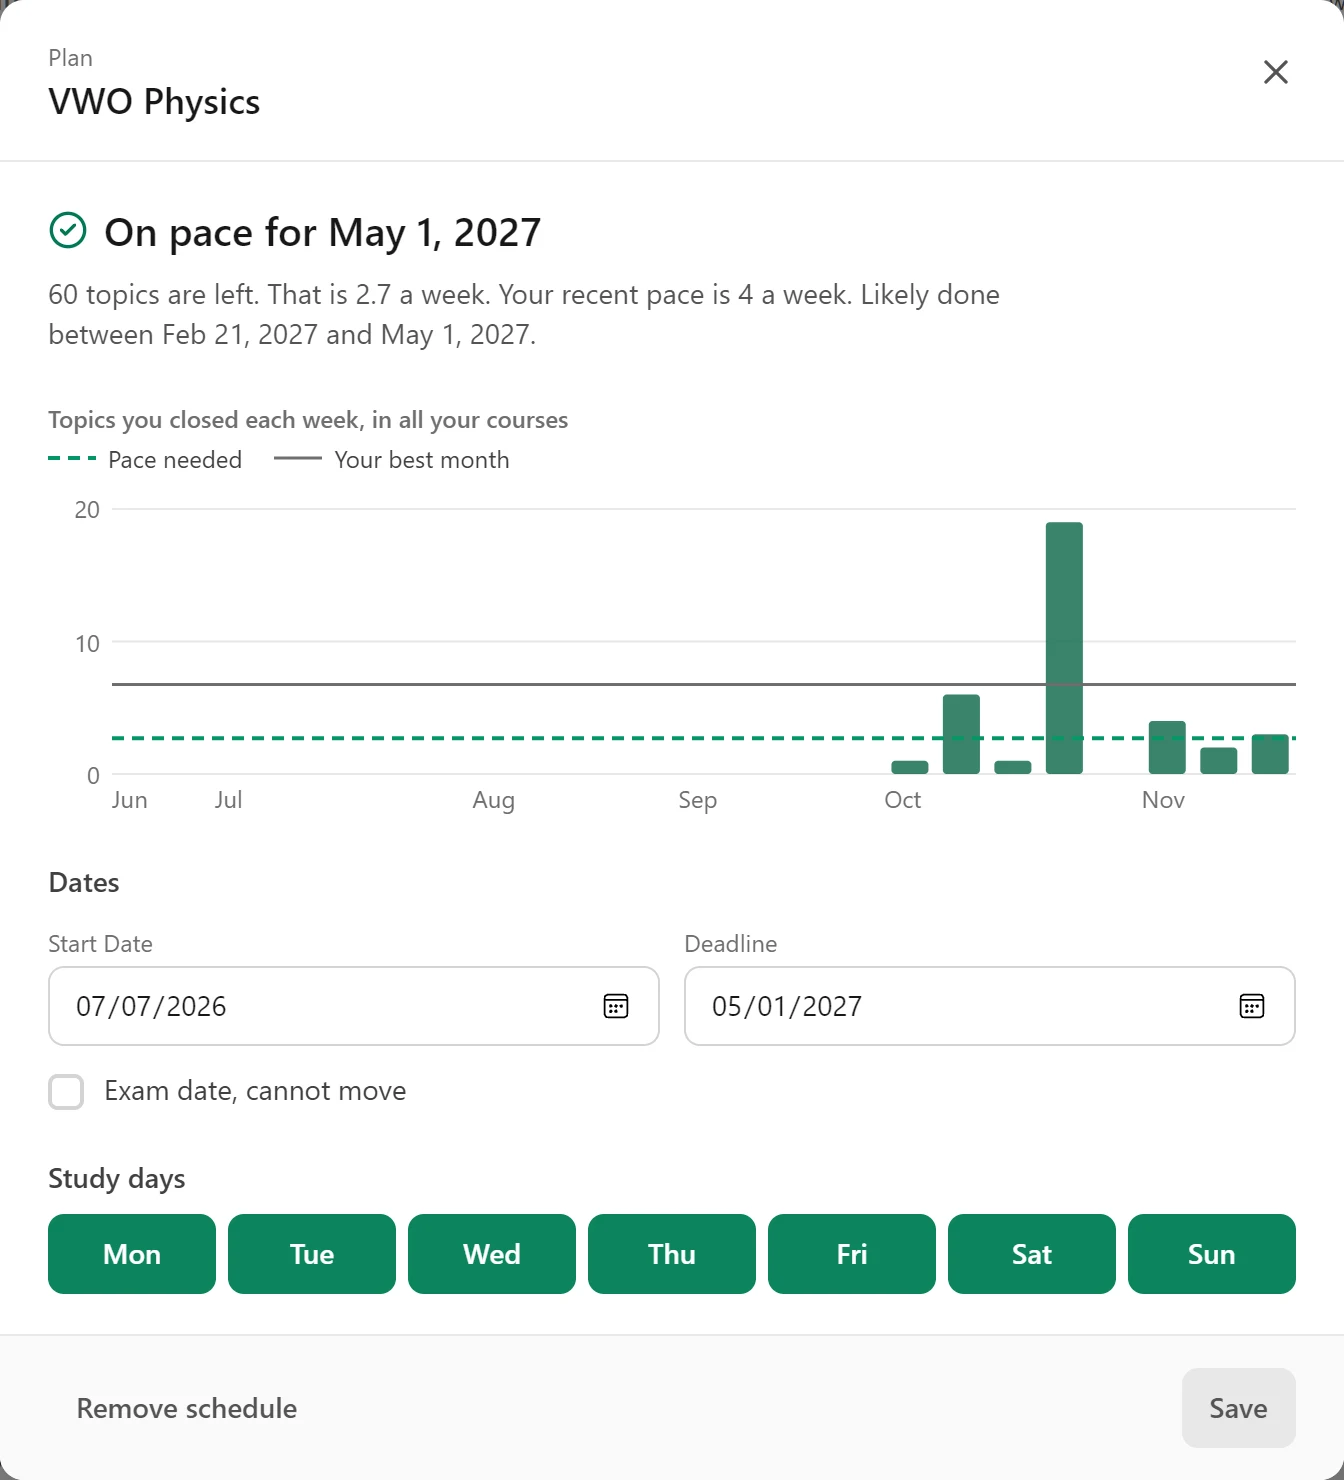 Plan
VWO Physics
On pace for May 1, 2027
60 topics are left. That is 2.7 a week. Your recent pace is 4 a week. Likely done
between Feb 21, 2027 and May 1, 2027.
Topics you closed each week, in all your courses
Pace needed
Your best month
20
10
0
Jun
Jul
Aug
Sep
Oct
Nov
Dates
Start Date
Deadline
07/07/2026
05/01/2027
Exam date, cannot move
Study days
Mon
Tue
Wed
Thu
Fri
Sat
Sun
Remove schedule
Save